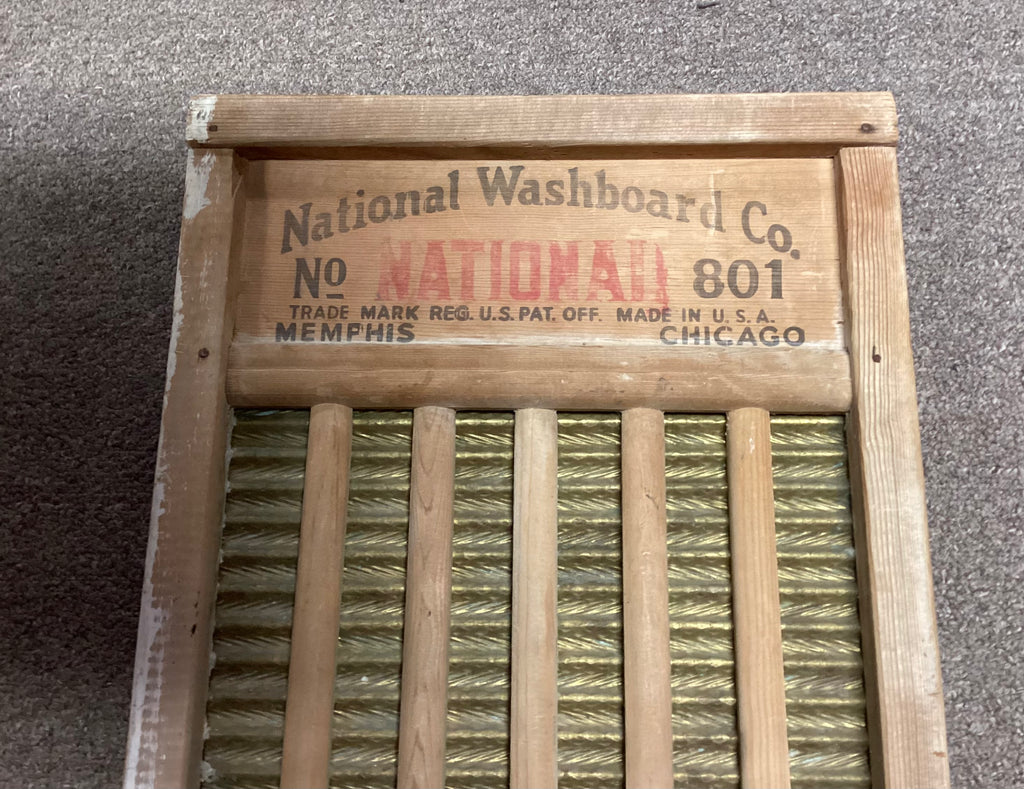 National Washboard Co.
Nº NATIONAL 801
TRADE MARK REG. U.S. PAT. OFF. MADE IN U. S. A.
MEMPHIS CHICAGO